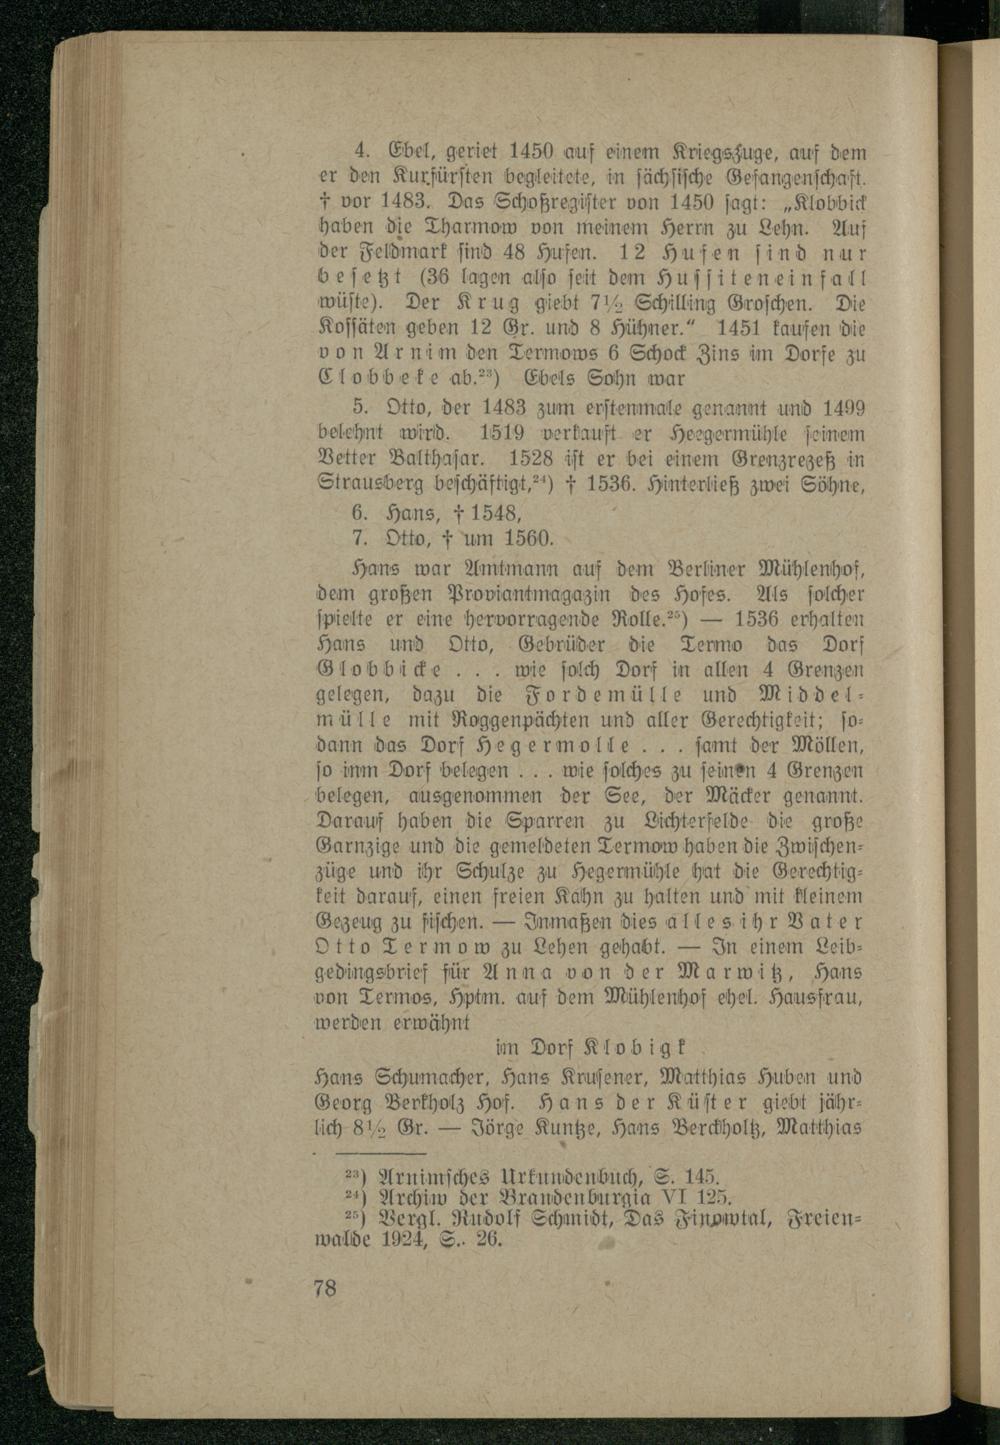 4. Ebel, geriet 1450 auf einem Kriegszuge, auf dem
er den Kurfürsten begleitete, in sächsische Gefangenschaft.
† vor 1483. Das Schoßregister von 1450 sagt: „Klobbick
haben die Tharmow von meinem Herrn zu Lehn. Auf
der Feldmark sind 48 Hufen. 12 Hufen sind nur
besetzt (36 lagen also seit dem Hussiteneinfall
wüste). Der Krug giebt 7½ Schilling Groschen. Die
Kossäten geben 12 Gr. und 8 Hühner.“ 1451 kaufen die
von Arnim den Termows 6 Schock Zins im Dorfe zu
Clobbeke ab.²³) Ebels Sohn war
5. Otto, der 1483 zum erstenmale genannt und 1499
belehnt wird. 1519 verkauft er Heegermühle seinem
Vetter Balthasar. 1528 ist er bei einem Grenzrezeß in
Strausberg beschäftigt,²⁴) † 1536. Hinterließ zwei Söhne,
6. Hans, † 1548,
7. Otto, † um 1560.
Hans war Amtmann auf dem Berliner Mühlenhof,
dem großen Proviantmagazin des Hofes. Als solcher
spielte er eine hervorragende Rolle.²⁵) — 1536 erhalten
Hans und Otto, Gebrüder die Termo das Dorf
Globbicke . . . wie solch Dorf in allen 4 Grenzen
gelegen, dazu die Fordemülle und Middel-
mülle mit Roggenpächten und aller Gerechtigkeit; so-
dann das Dorf Hegermolle . . . samt der Möllen,
so inm Dorf belegen . . . wie solches zu seinen 4 Grenzen
belegen, ausgenommen der See, der Mäcker genannt.
Darauf haben die Sparren zu Lichterfelde die große
Garnzige und die gemeldeten Termow haben die Zwischen-
züge und ihr Schulze zu Hegermühle hat die Gerechtig-
keit darauf, einen freien Kahn zu halten und mit kleinem
Gezeug zu fischen. — Inmaßen dies alles ihr Vater
Otto Termow zu Lehen gehabt. — In einem Leib-
gedingsbrief für Anna von der Marwitz, Hans
von Termos, Hptm. auf dem Mühlenhof ehel. Hausfrau,
werden erwähnt
im Dorf Klobigk
Hans Schumacher, Hans Krusener, Matthias Huben und
Georg Berkholz Hof. Hans der Küster giebt jähr-
lich 8½ Gr. — Jörge Kuntze, Hans Berckholtz, Matthias
²³) Arnimsches Urkundenbuch, S. 145.
²⁴) Archiw der Brandenburgia VI 125.
²⁵) Vergl. Rudolf Schmidt, Das Finowtal, Freien-
walde 1924, S. 26.
78